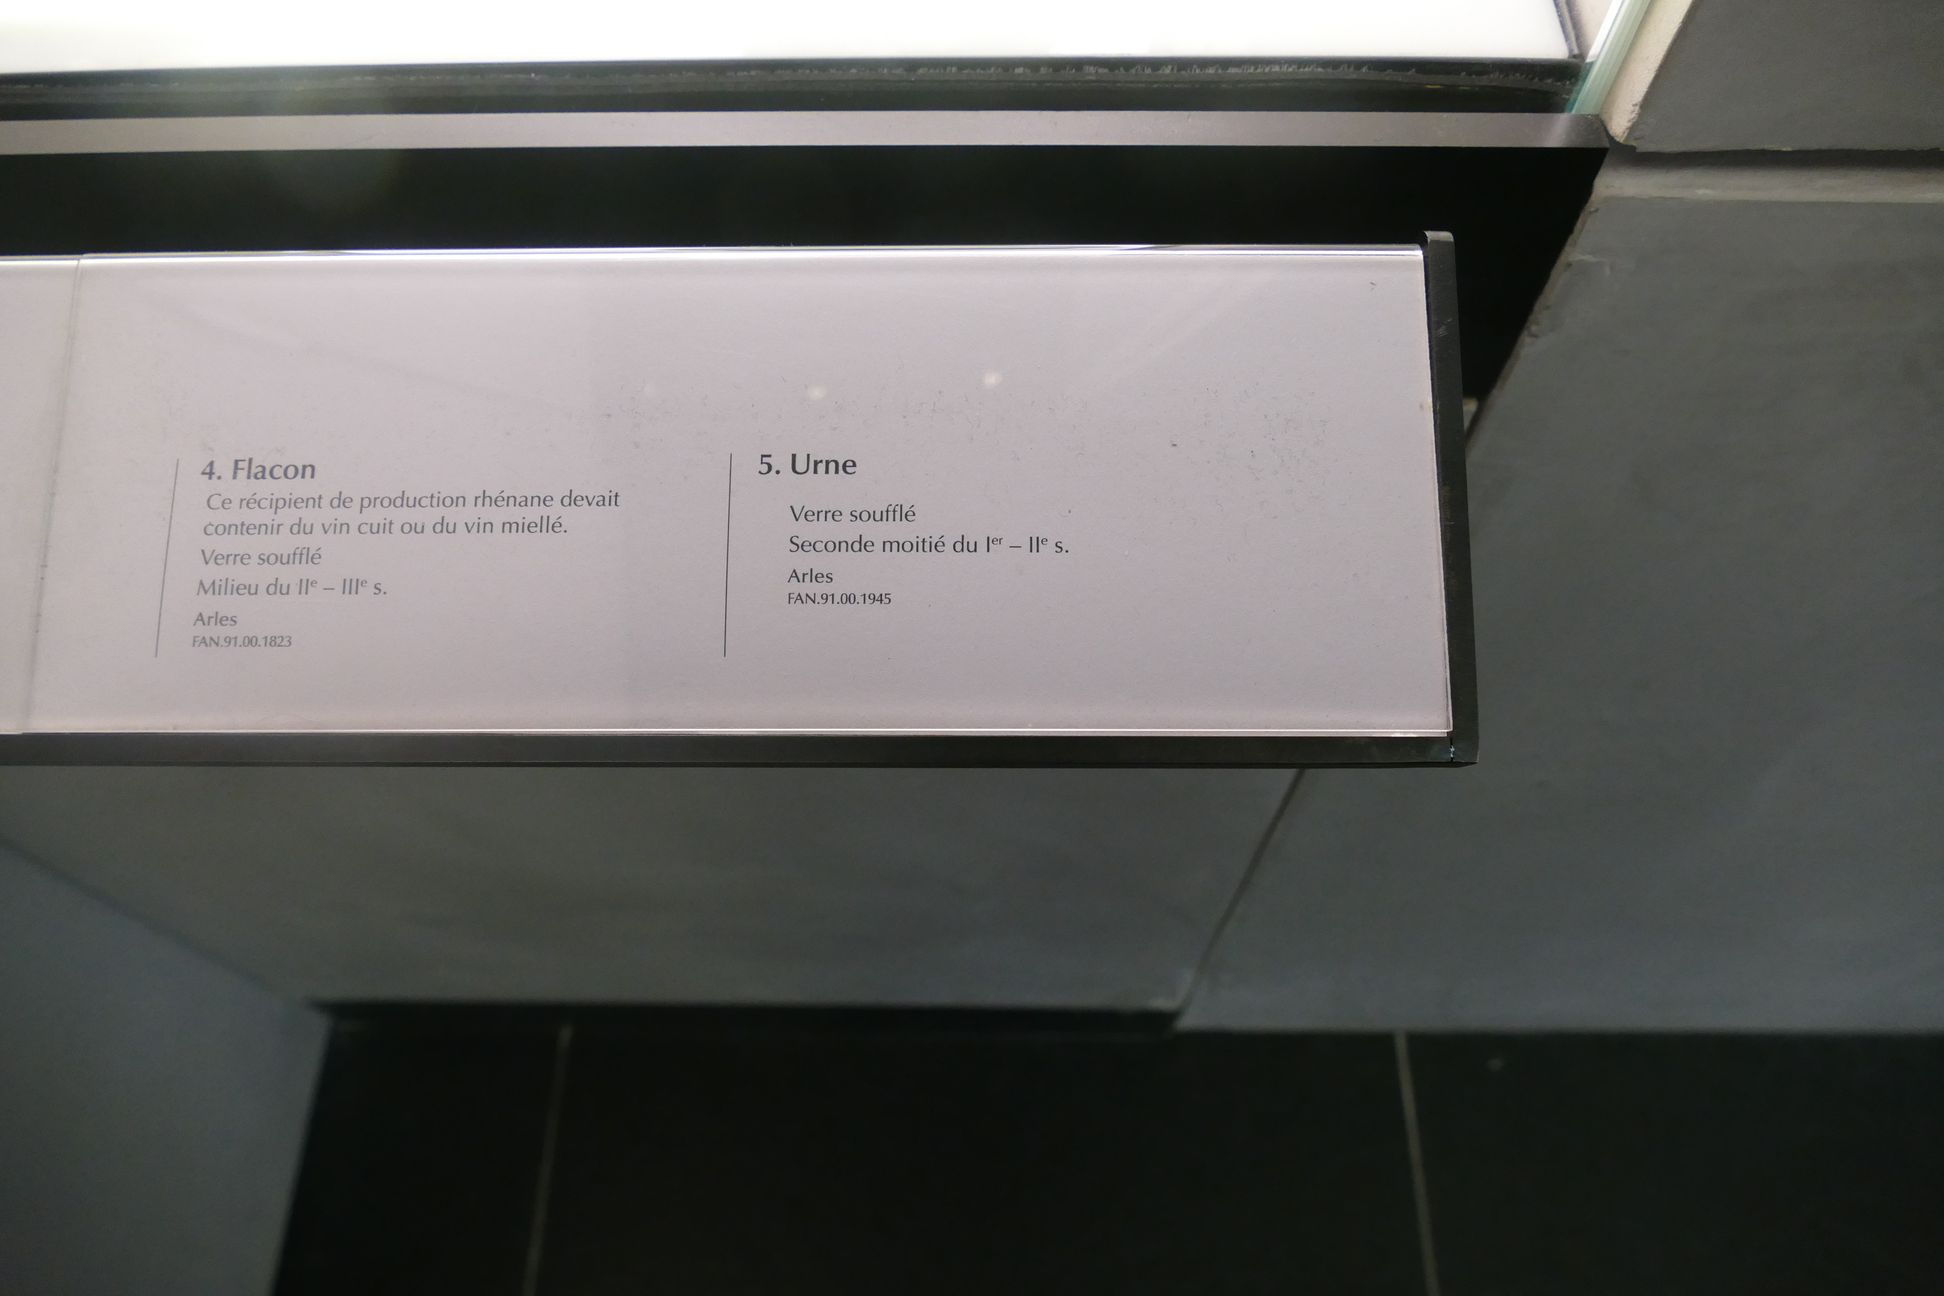 4. Flacon
Ce récipient de production rhénane devait
contenir du vin cuit ou du vin miellé.
Verre soufflé
Milieu du IIe – IIIe s.
Arles
FAN.91.00.1823
5. Urne
Verre soufflé
Seconde moitié du Ier – IIe s.
Arles
FAN.91.00.1945